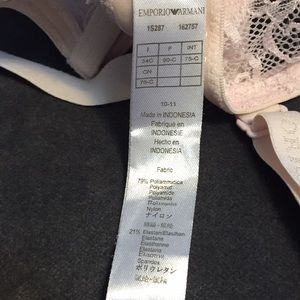 EMPORIO ARMANI
1S287 162757
I F INT
34C 90-C 75-C
CN
75-C
10-11
Made in INDONESIA
Fabriqué en
INDONESIE
Hecho en
INDONESIA
Fabric
79% Poliammidica
Polyamid
Polyamide
Poliamida
Nylon
ナイロン
21% Elastan/Elasthan
Elastane
Elasthanne
Elastano
Spandex
ポリウレタン